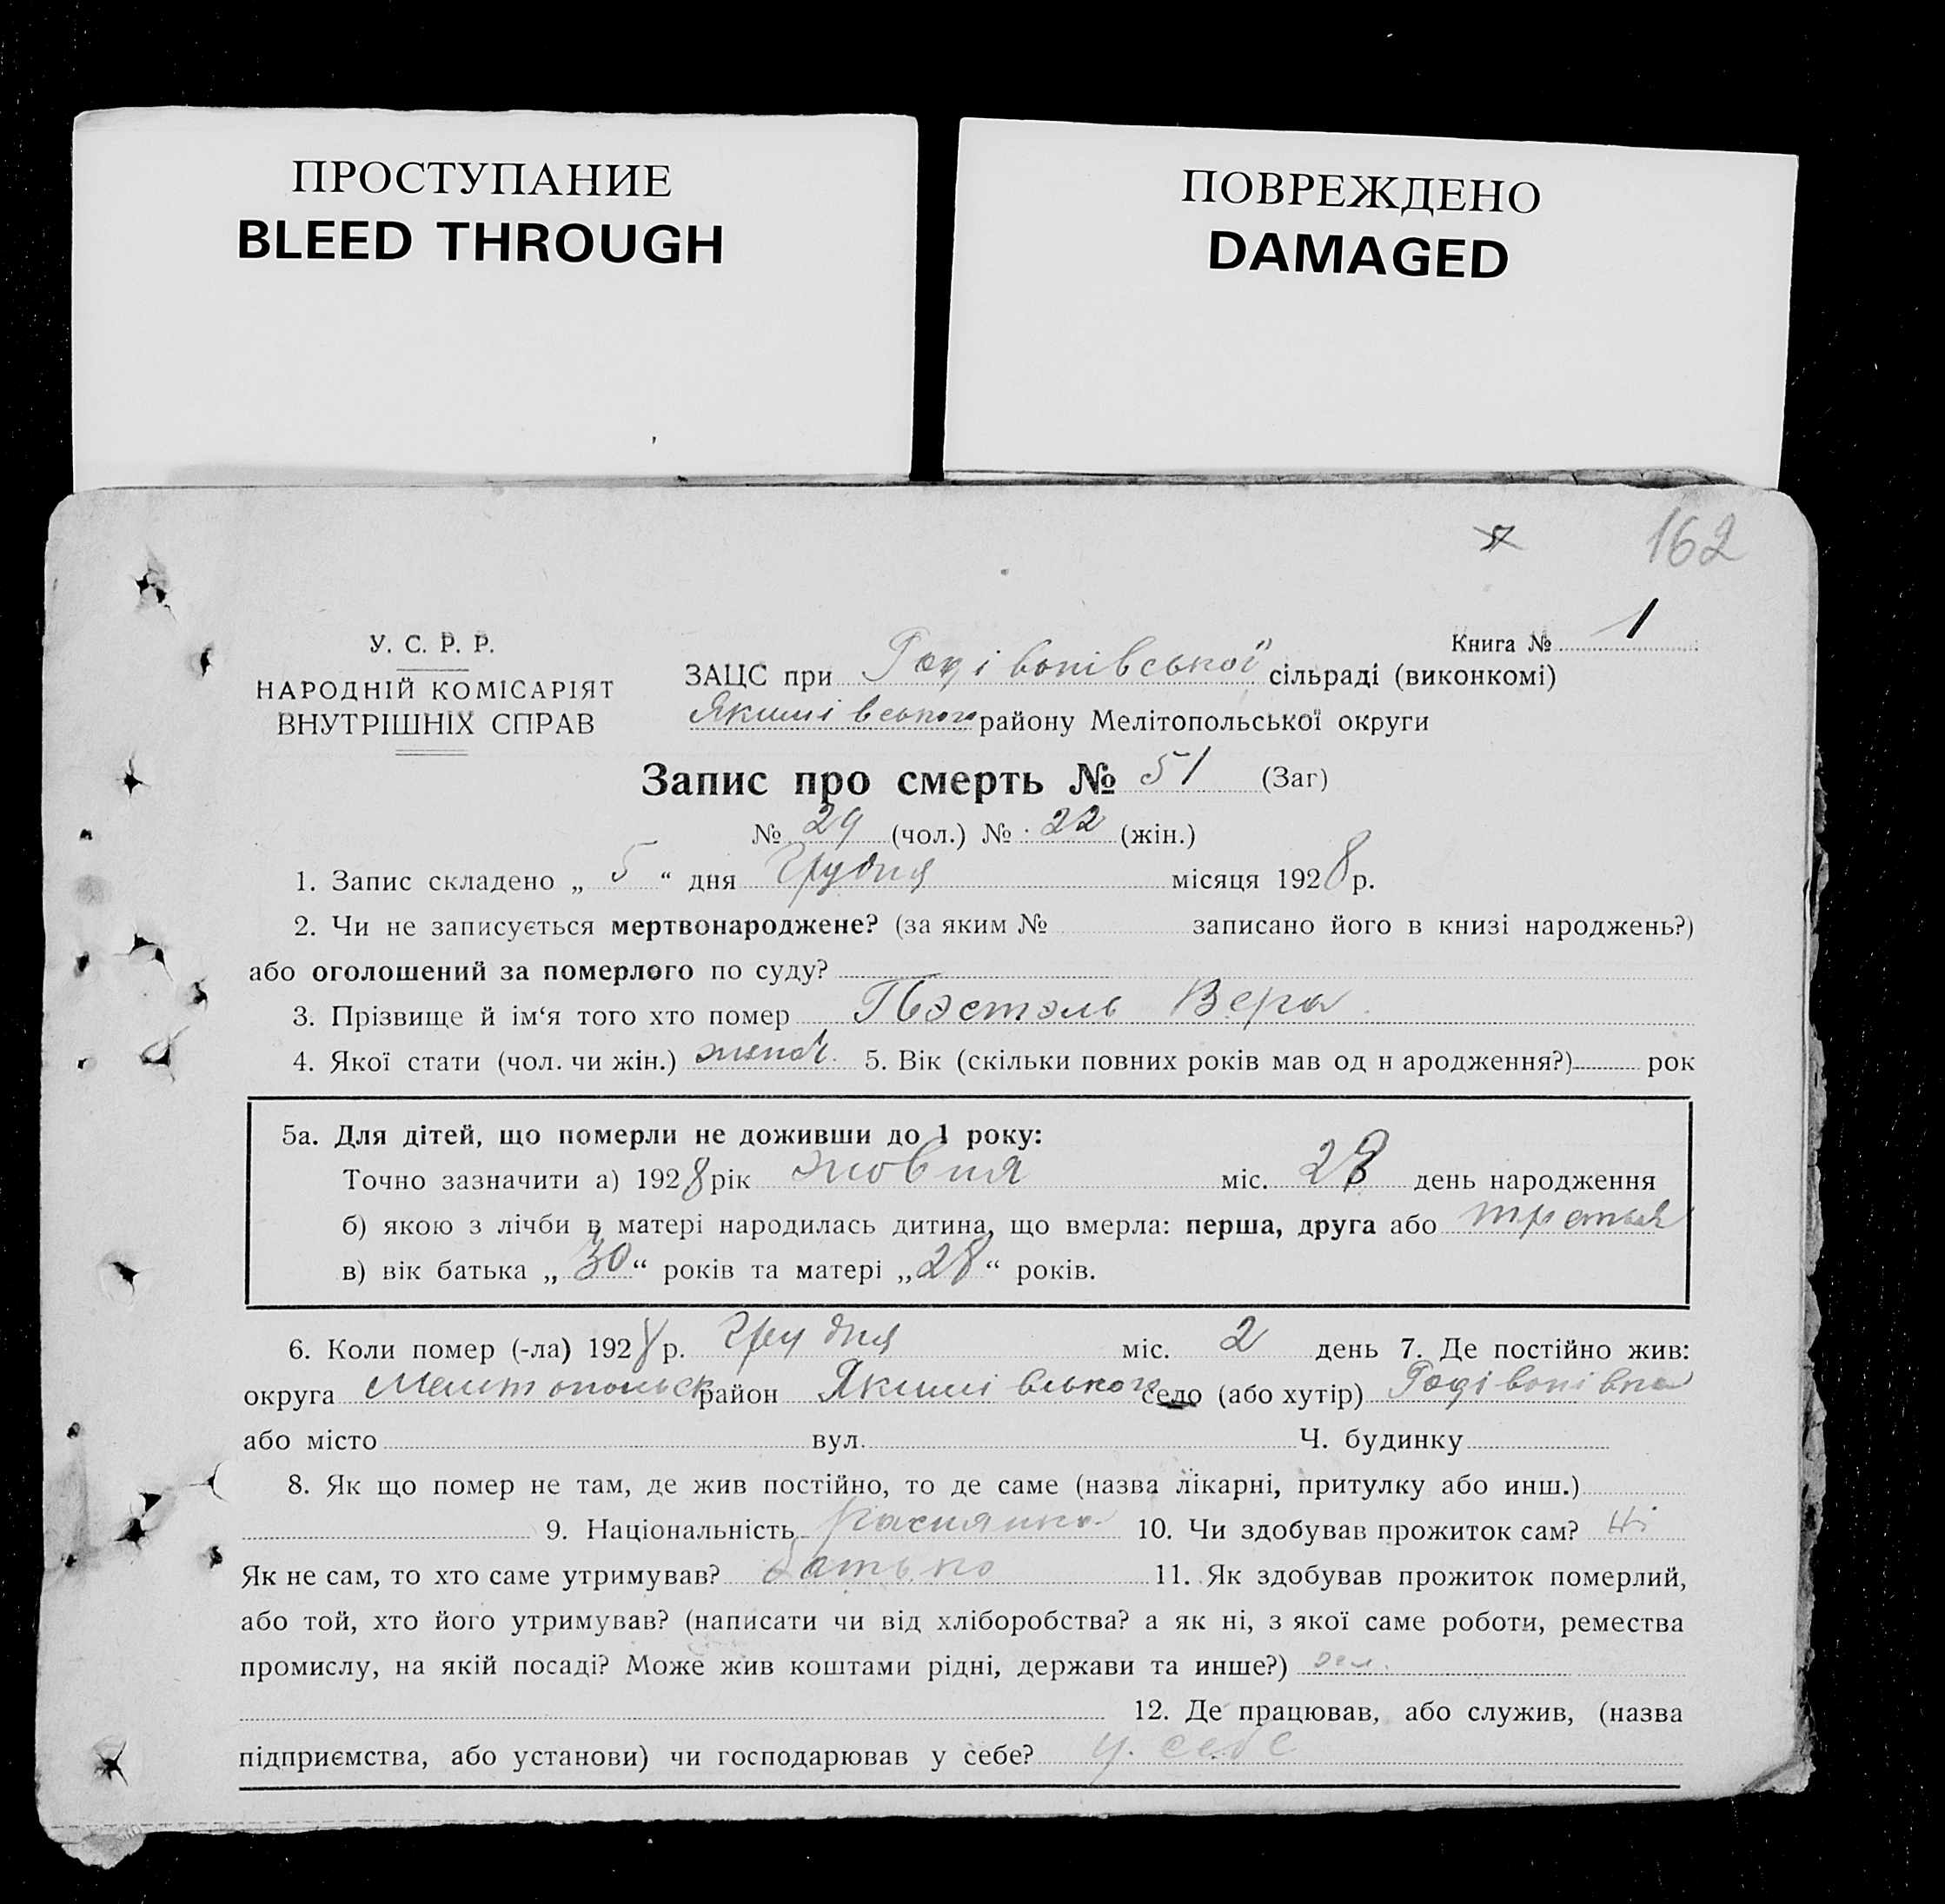 ПРОСТУПАНИЕ
BLEED THROUGH
ПОВРЕЖДЕНО
DAMAGED
162
У. С. Р. Р.
НАРОДНІЙ КОМІСАРІЯТ
ВНУТРІШНІХ СПРАВ
Книга № 1
ЗАЦС при Родівонівської сільраді (виконкомі)
Якимівського району Мелітопольської округи
Запис про смерть № 51 (Заг)
№ 29 (чол.) № 22 (жін.)
1. Запис складено „ 5 “ дня Грудня місяця 1928 р.
2. Чи не записується мертвонароджене? (за яким № записано його в книзі народжень?)
або оголошений за померлого по суду?
3. Прізвище й ім‘я того хто помер Вера
4. Якої стати (чол. чи жін.) 5. Вік (скільки повних років мав од н ародження?) рок
5а. Для дітей, що померли не доживши до 1 року:
Точно зазначити а) 1928 рік жовтня міс. 28 день народження
б) якою з лічби в матері народилась дитина, що вмерла: перша, друга або третья
в) вік батька „ 30 “ років та матері „ 28 “ років.
6. Коли помер (-ла) 1928 р. Грудня міс. 2 день 7. Де постійно жив:
округа Мелитопольск район Якимівського село (або хутір) Родівонівка
або місто вул. Ч. будинку
8. Як що помер не там, де жив постійно, то де саме (назва лікарні, притулку або инш.)
9. Національність 10. Чи здобував прожиток сам? Ні
Як не сам, то хто саме утримував? батько 11. Як здобував прожиток померлий,
або той, хто його утримував? (написати чи від хліборобства? а як ні, з якої саме роботи, ремества
промислу, на якій посаді? Може жив коштами рідні, держави та инше?)
12. Де працював, або служив, (назва
підприємства, або установи) чи господарював у себе? у себе